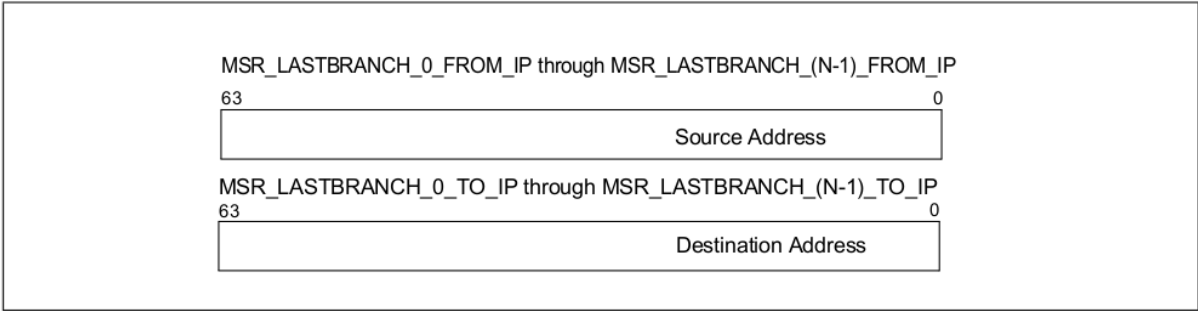 MSR_LASTBRANCH_0_FROM_IP through MSR_LASTBRANCH_(N-1)_FROM_IP
63 0
Source Address
MSR_LASTBRANCH_0_TO_IP through MSR_LASTBRANCH_(N-1)_TO_IP
63 0
Destination Address